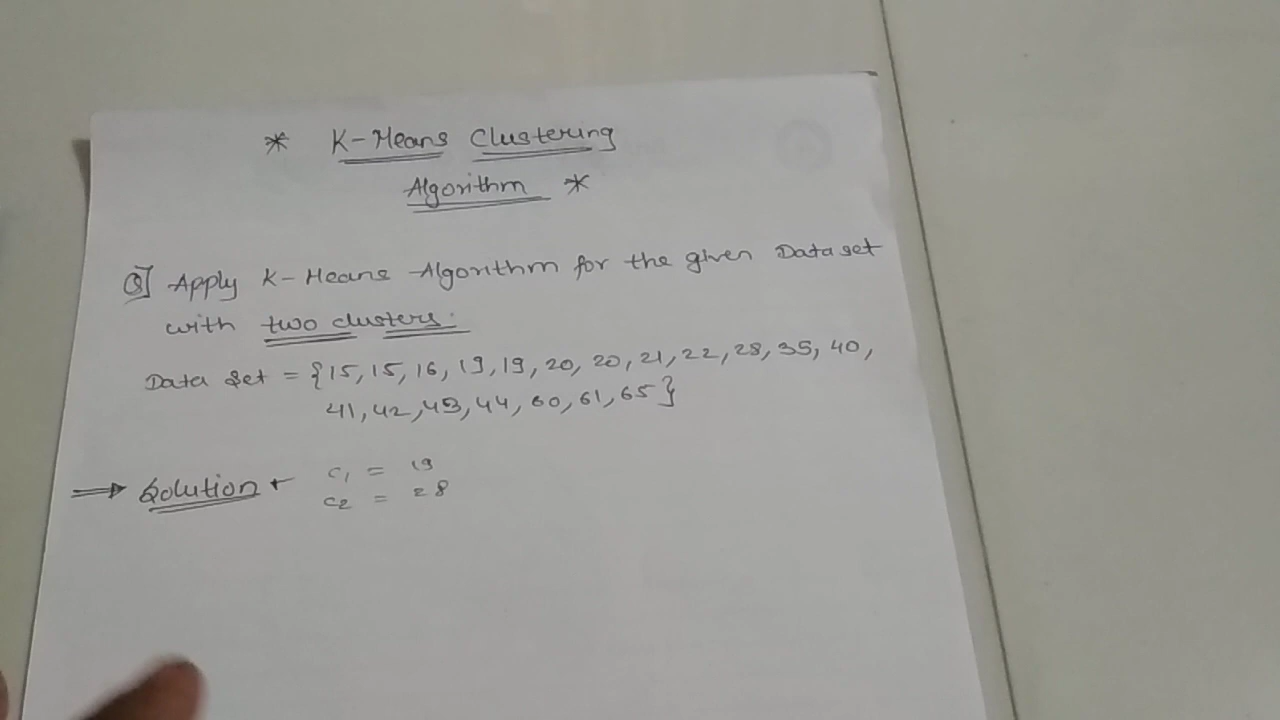 * K-Means Clustering
Algorithm *
Q] Apply K-Means Algorithm for the given Dataset
with two clusters.
Data Set = {15, 15, 16, 19, 19, 20, 20, 21, 22, 28, 35, 40,
41, 42, 43, 44, 60, 61, 65}
⇒ Solution + c1 = 19
c2 = 28